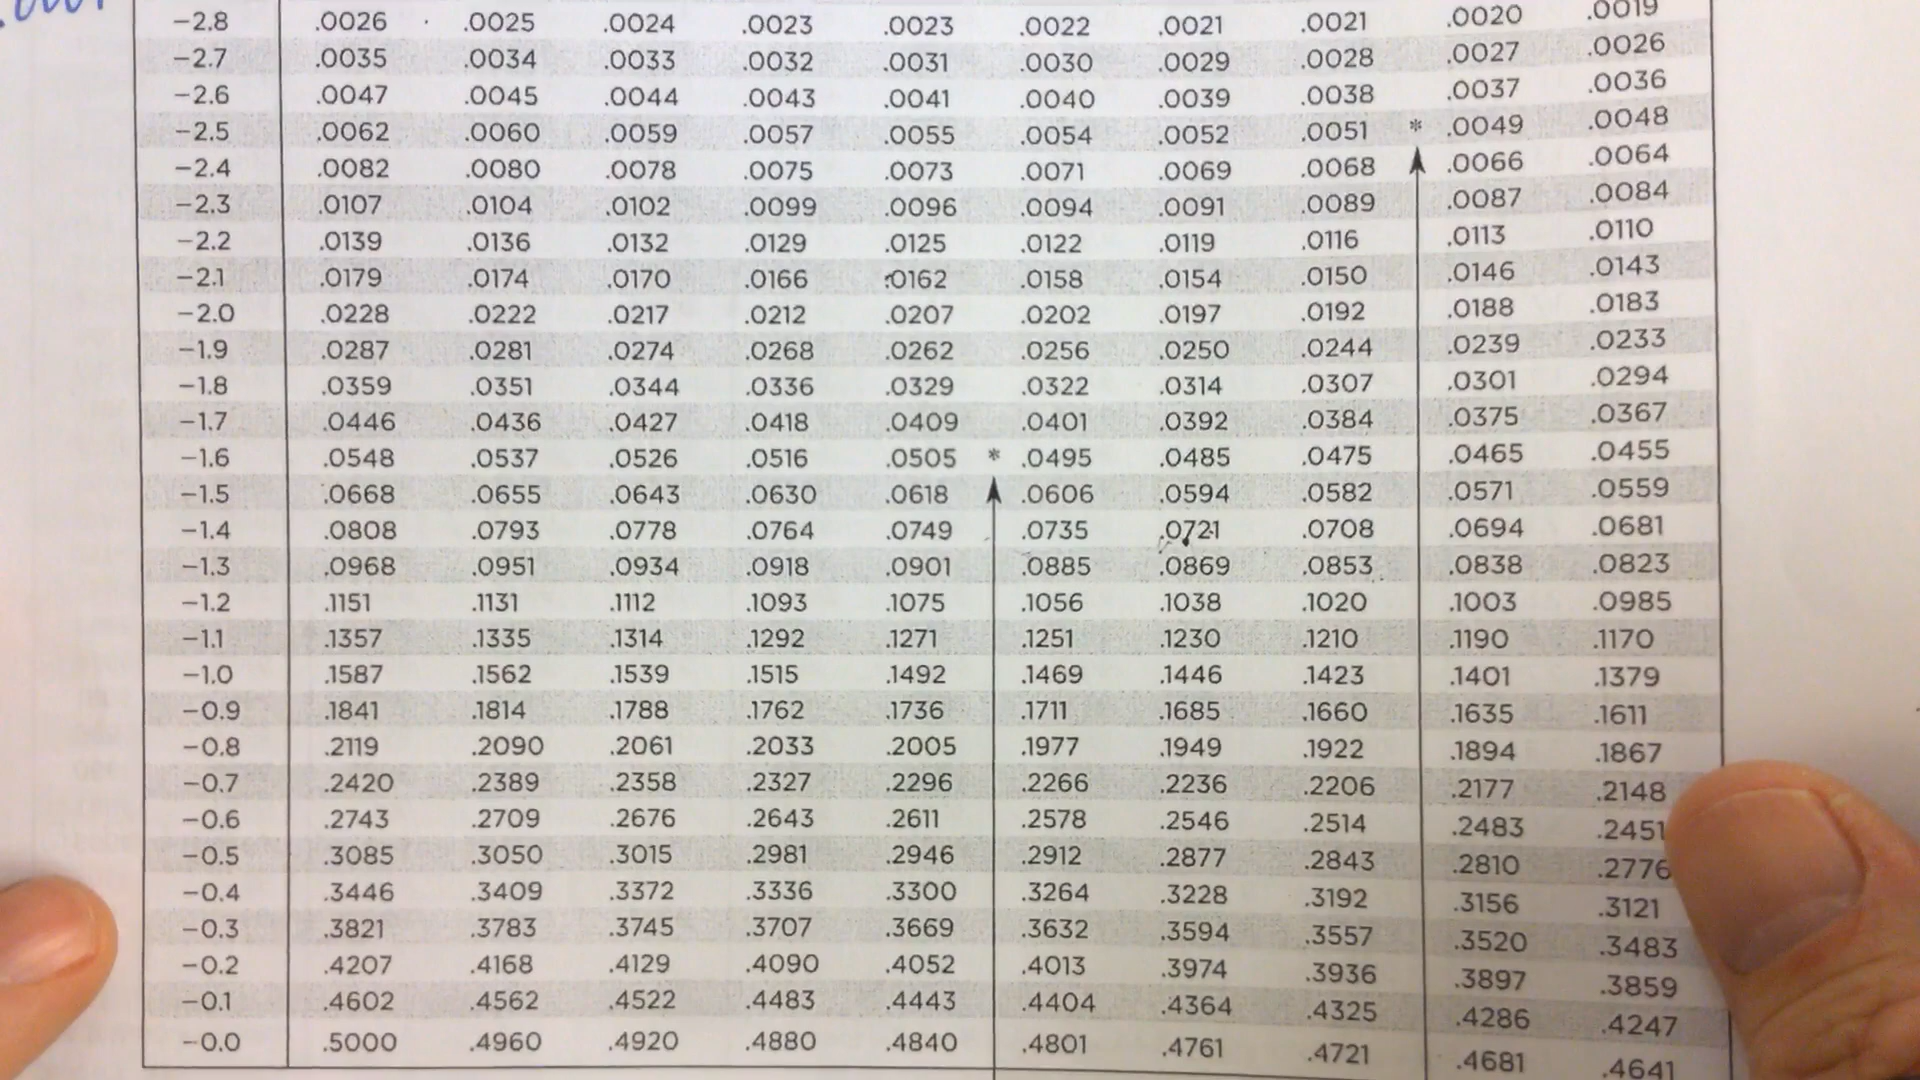 −2.8 .0026 .0025 .0024 .0023 .0023 .0022 .0021 .0021 .0020 .0019
−2.7 .0035 .0034 .0033 .0032 .0031 .0030 .0029 .0028 .0027 .0026
−2.6 .0047 .0045 .0044 .0043 .0041 .0040 .0039 .0038 .0037 .0036
−2.5 .0062 .0060 .0059 .0057 .0055 .0054 .0052 .0051 * .0049 .0048
−2.4 .0082 .0080 .0078 .0075 .0073 .0071 .0069 .0068 .0066 .0064
−2.3 .0107 .0104 .0102 .0099 .0096 .0094 .0091 .0089 .0087 .0084
−2.2 .0139 .0136 .0132 .0129 .0125 .0122 .0119 .0116 .0113 .0110
−2.1 .0179 .0174 .0170 .0166 .0162 .0158 .0154 .0150 .0146 .0143
−2.0 .0228 .0222 .0217 .0212 .0207 .0202 .0197 .0192 .0188 .0183
−1.9 .0287 .0281 .0274 .0268 .0262 .0256 .0250 .0244 .0239 .0233
−1.8 .0359 .0351 .0344 .0336 .0329 .0322 .0314 .0307 .0301 .0294
−1.7 .0446 .0436 .0427 .0418 .0409 .0401 .0392 .0384 .0375 .0367
−1.6 .0548 .0537 .0526 .0516 .0505 * .0495 .0485 .0475 .0465 .0455
−1.5 .0668 .0655 .0643 .0630 .0618 .0606 .0594 .0582 .0571 .0559
−1.4 .0808 .0793 .0778 .0764 .0749 .0735 .0721 .0708 .0694 .0681
−1.3 .0968 .0951 .0934 .0918 .0901 .0885 .0869 .0853 .0838 .0823
−1.2 .1151 .1131 .1112 .1093 .1075 .1056 .1038 .1020 .1003 .0985
−1.1 .1357 .1335 .1314 .1292 .1271 .1251 .1230 .1210 .1190 .1170
−1.0 .1587 .1562 .1539 .1515 .1492 .1469 .1446 .1423 .1401 .1379
−0.9 .1841 .1814 .1788 .1762 .1736 .1711 .1685 .1660 .1635 .1611
−0.8 .2119 .2090 .2061 .2033 .2005 .1977 .1949 .1922 .1894 .1867
−0.7 .2420 .2389 .2358 .2327 .2296 .2266 .2236 .2206 .2177 .2148
−0.6 .2743 .2709 .2676 .2643 .2611 .2578 .2546 .2514 .2483 .2451
−0.5 .3085 .3050 .3015 .2981 .2946 .2912 .2877 .2843 .2810 .2776
−0.4 .3446 .3409 .3372 .3336 .3300 .3264 .3228 .3192 .3156 .3121
−0.3 .3821 .3783 .3745 .3707 .3669 .3632 .3594 .3557 .3520 .3483
−0.2 .4207 .4168 .4129 .4090 .4052 .4013 .3974 .3936 .3897 .3859
−0.1 .4602 .4562 .4522 .4483 .4443 .4404 .4364 .4325 .4286 .4247
−0.0 .5000 .4960 .4920 .4880 .4840 .4801 .4761 .4721 .4681 .4641